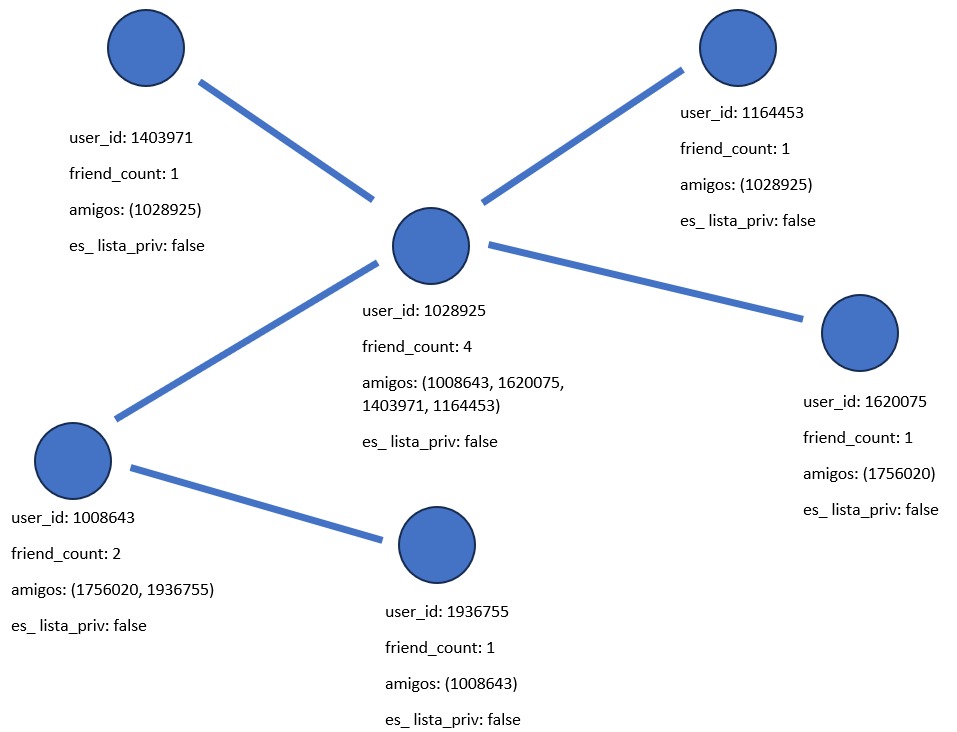 user_id: 1403971
friend_count: 1
amigos: (1028925)
es_ lista_priv: false
user_id: 1164453
friend_count: 1
amigos: (1028925)
es_ lista_priv: false
user_id: 1028925
friend_count: 4
amigos: (1008643, 1620075,
1403971, 1164453)
es_ lista_priv: false
user_id: 1620075
friend_count: 1
amigos: (1756020)
es_ lista_priv: false
user_id: 1008643
friend_count: 2
amigos: (1756020, 1936755)
es_ lista_priv: false
user_id: 1936755
friend_count: 1
amigos: (1008643)
es_ lista_priv: false